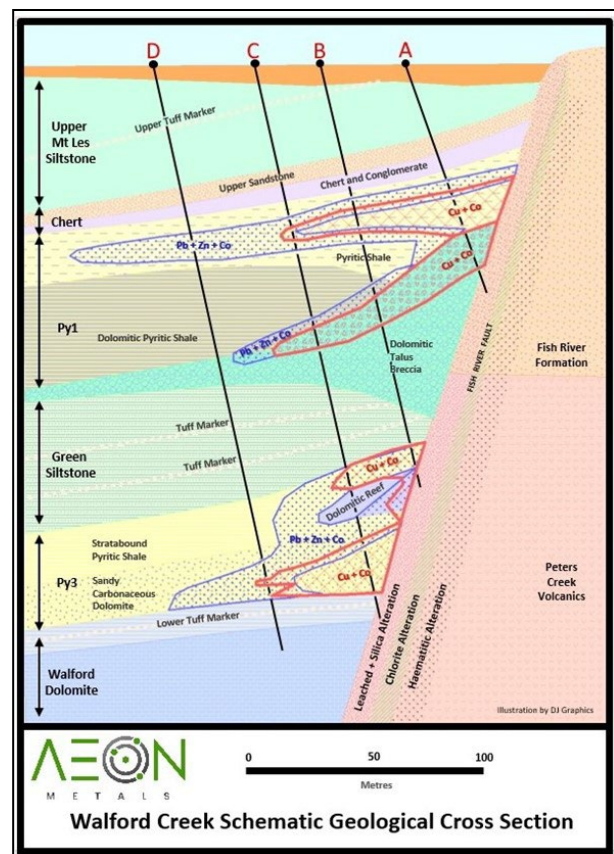 D
C
B
A
Upper Tuff Marker
Upper
Mt Les
Siltstone
Upper Sandstone
Chert and Conglomerate
Chert
Cu + Co
Pb + Zn + Co
Pyritic Shale
Cu + Co
Py1
Dolomitic Pyritic Shale
Pb + Zn + Co
Dolomitic
Talus
Breccia
FISH RIVER FAULT
Fish River
Formation
Tuff Marker
Green
Siltstone
Tuff Marker
Cu + Co
Dolomitic Reef
Stratabound
Pyritic Shale
Pb + Zn + Co
Py3
Sandy
Carbonaceous
Dolomite
Cu + Co
Peters
Creek
Volcanics
Lower Tuff Marker
Walford
Dolomite
Leached + Silica Alteration
Chlorite Alteration
Haematitic Alteration
Illustration by DJ Graphics
AEON
METALS
0
50
100
Metres
Walford Creek Schematic Geological Cross Section